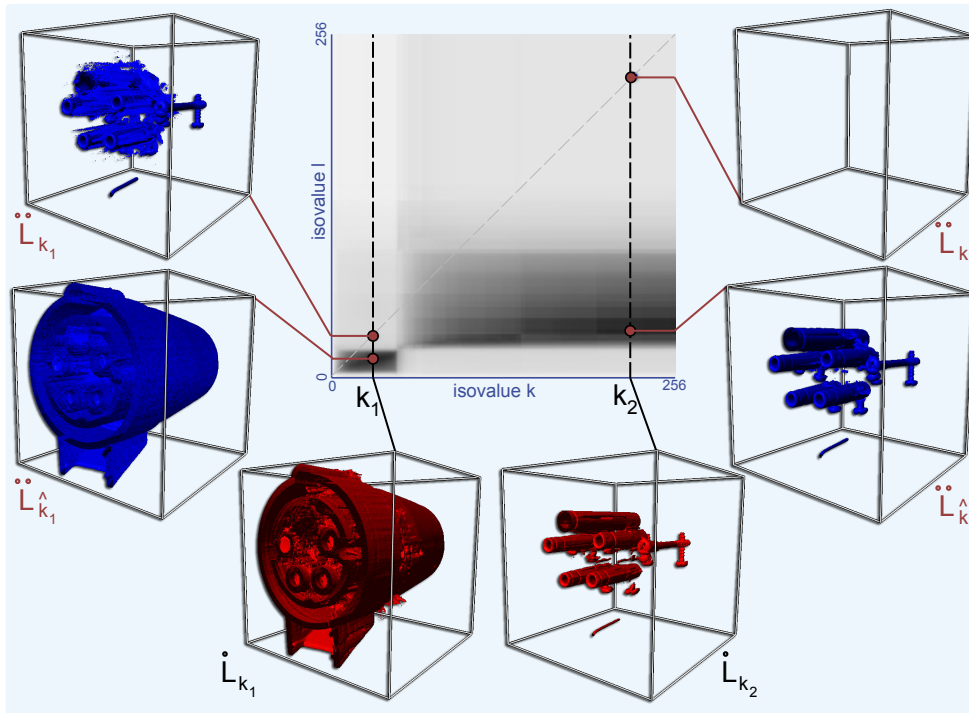 256
isovalue l
0
0
isovalue k
256
k1
k2
L̈k1
L̈k
L̈k̂1
L̈k̂
L̊k1
L̊k2